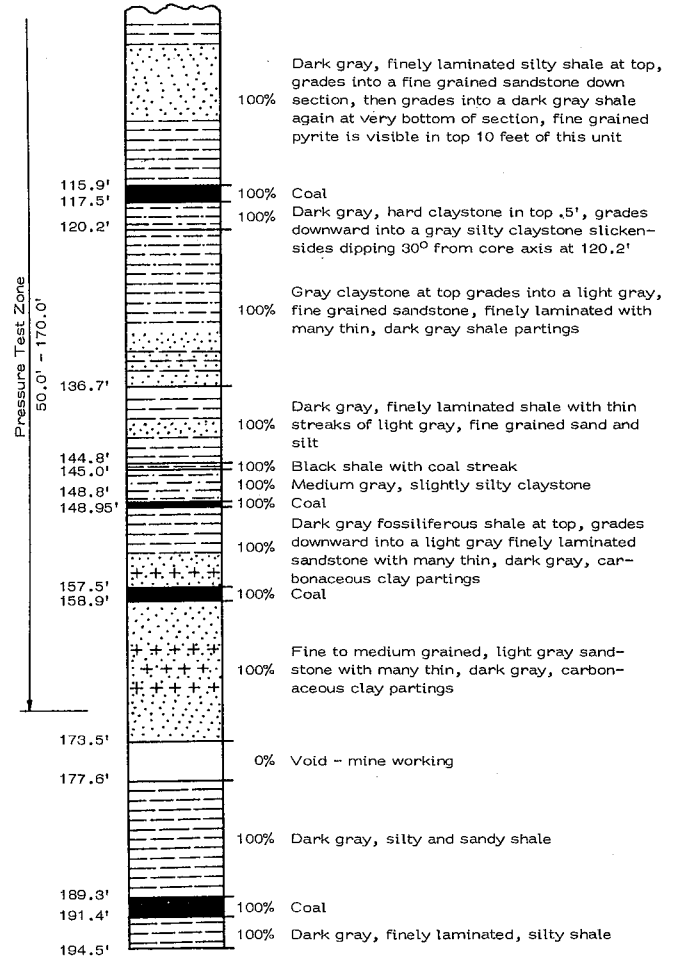 Pressure Test Zone
50.0' - 170.0'
100% Dark gray, finely laminated silty shale at top,
grades into a fine grained sandstone down
section, then grades into a dark gray shale
again at very bottom of section, fine grained
pyrite is visible in top 10 feet of this unit
115.9'
100% Coal
117.5'
100% Dark gray, hard claystone in top .5', grades
downward into a gray silty claystone slicken-
sides dipping 30° from core axis at 120.2'
120.2'
100% Gray claystone at top grades into a light gray,
fine grained sandstone, finely laminated with
many thin, dark gray shale partings
136.7'
100% Dark gray, finely laminated shale with thin
streaks of light gray, fine grained sand and
silt
144.8'
100% Black shale with coal streak
145.0'
100% Medium gray, slightly silty claystone
148.8'
100% Coal
148.95'
100% Dark gray fossiliferous shale at top, grades
downward into a light gray finely laminated
sandstone with many thin, dark gray, car-
bonaceous clay partings
157.5'
100% Coal
158.9'
100% Fine to medium grained, light gray sand-
stone with many thin, dark gray, carbon-
aceous clay partings
173.5'
0% Void - mine working
177.6'
100% Dark gray, silty and sandy shale
189.3'
100% Coal
191.4'
100% Dark gray, finely laminated, silty shale
194.5'